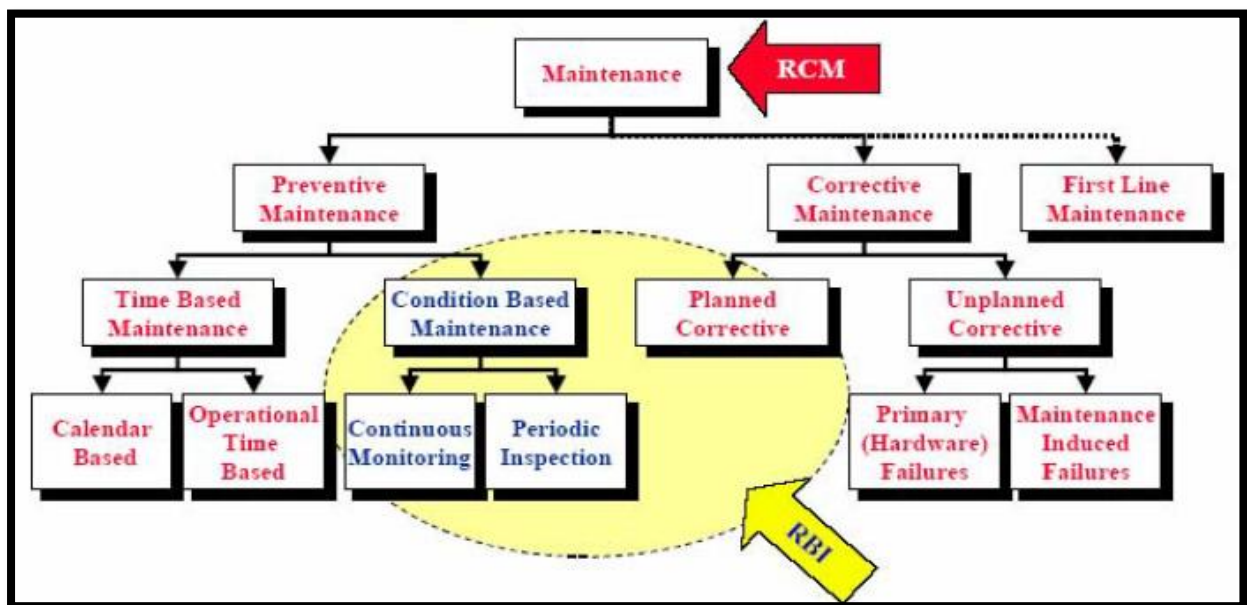 Maintenance
RCM
Preventive
Maintenance
Corrective
Maintenance
First Line
Maintenance
Time Based
Maintenance
Condition Based
Maintenance
Planned
Corrective
Unplanned
Corrective
Calendar
Based
Operational
Time
Based
Continuous
Monitoring
Periodic
Inspection
Primary
(Hardware)
Failures
Maintenance
Induced
Failures
RBI